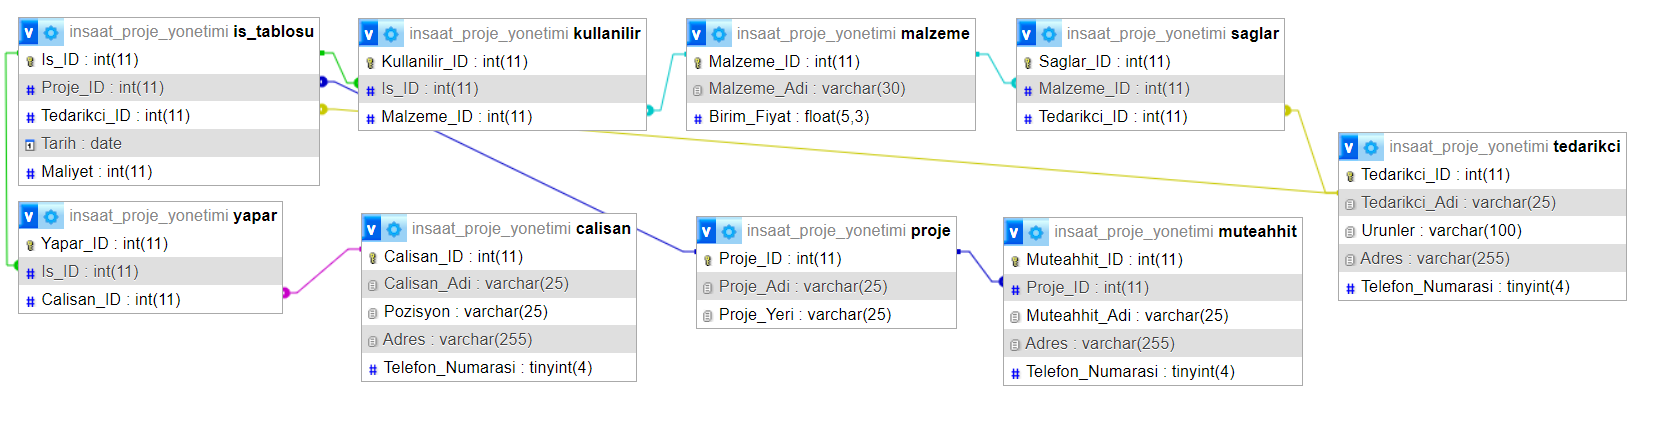 insaat_proje_yonetimi is_tablosu
Is_ID : int(11)
Proje_ID : int(11)
Tedarikci_ID : int(11)
Tarih : date
Maliyet : int(11)
insaat_proje_yonetimi kullanilir
Kullanilir_ID : int(11)
Is_ID : int(11)
Malzeme_ID : int(11)
insaat_proje_yonetimi malzeme
Malzeme_ID : int(11)
Malzeme_Adi : varchar(30)
Birim_Fiyat : float(5,3)
insaat_proje_yonetimi saglar
Saglar_ID : int(11)
Malzeme_ID : int(11)
Tedarikci_ID : int(11)
insaat_proje_yonetimi tedarikci
Tedarikci_ID : int(11)
Tedarikci_Adi : varchar(25)
Urunler : varchar(100)
Adres : varchar(255)
Telefon_Numarasi : tinyint(4)
insaat_proje_yonetimi yapar
Yapar_ID : int(11)
Is_ID : int(11)
Calisan_ID : int(11)
insaat_proje_yonetimi calisan
Calisan_ID : int(11)
Calisan_Adi : varchar(25)
Pozisyon : varchar(25)
Adres : varchar(255)
Telefon_Numarasi : tinyint(4)
insaat_proje_yonetimi proje
Proje_ID : int(11)
Proje_Adi : varchar(25)
Proje_Yeri : varchar(25)
insaat_proje_yonetimi muteahhit
Muteahhit_ID : int(11)
Proje_ID : int(11)
Muteahhit_Adi : varchar(25)
Adres : varchar(255)
Telefon_Numarasi : tinyint(4)